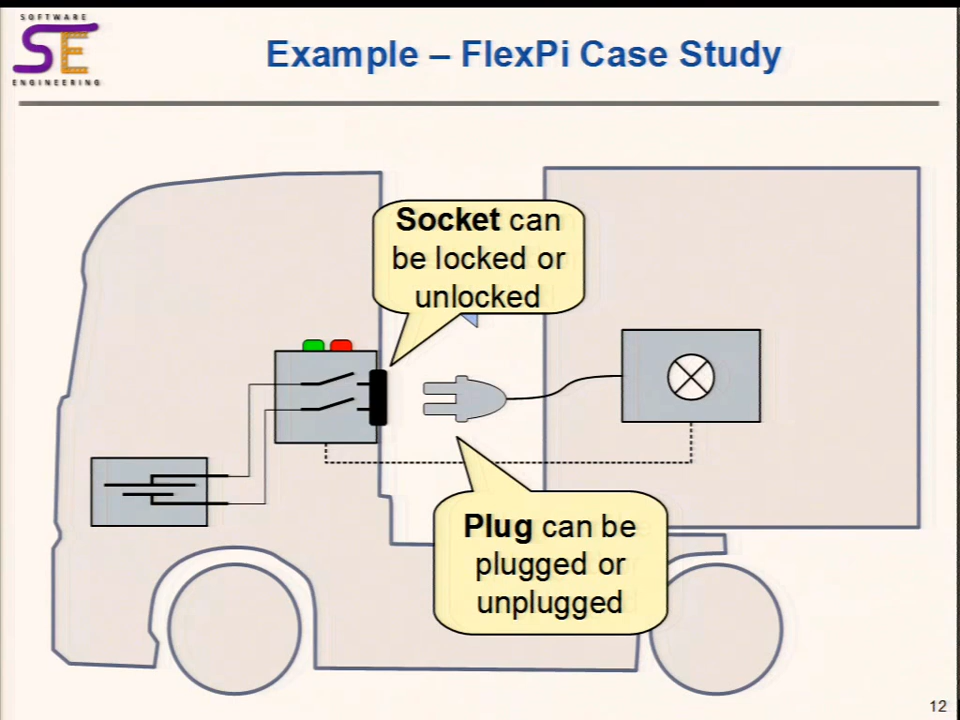 SOFTWARE
SE
ENGINEERING
Example – FlexPi Case Study
Socket can
be locked or
unlocked
Plug can be
plugged or
unplugged
12